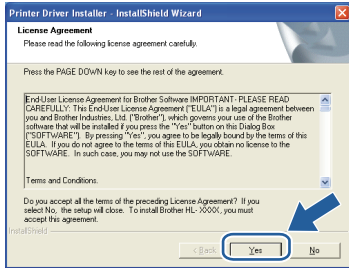 Printer Driver Installer - InstallShield Wizard
License Agreement
Please read the following license agreement carefully.
Press the PAGE DOWN key to see the rest of the agreement.
End-User License Agreement for Brother Software IMPORTANT- PLEASE READ
CAREFULLY: This End-User License Agreement ("EULA") is a legal agreement between
you and Brother Industries, Ltd. ("Brother"), which governs your use of the Brother
software that will be installed if you press the "Yes" button on this Dialog Box
("SOFTWARE"). By pressing "Yes", you agree to be legally bound by the terms of this
EULA. If you do not agree to the terms of this EULA, you obtain no license to the
SOFTWARE. In such case, you may not use the SOFTWARE.
Terms and Conditions.
Do you accept all the terms of the preceding License Agreement? If you
select No, the setup will close. To install Brother HL- XXXX, you must
accept this agreement.
InstallShield
< Back
Yes
No